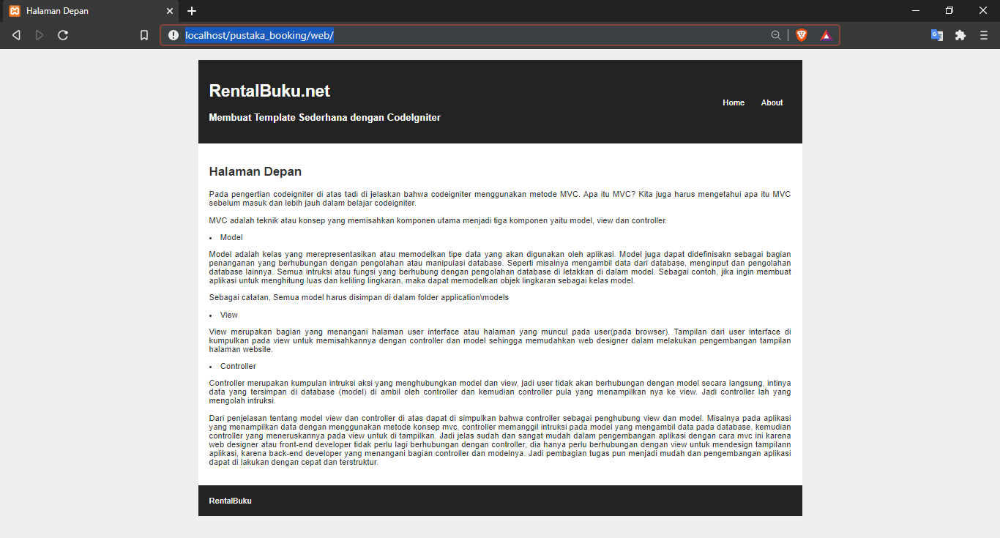 Halaman Depan
localhost/pustaka_booking/web/
RentalBuku.net
Home About
Membuat Template Sederhana dengan CodeIgniter
Halaman Depan
Pada pengertian codeigniter di atas tadi di jelaskan bahwa codeigniter menggunakan metode MVC. Apa itu MVC? Kita juga harus mengetahui apa itu MVC
sebelum masuk dan lebih jauh dalam belajar codeigniter.
MVC adalah teknik atau konsep yang memisahkan komponen utama menjadi tiga komponen yaitu model, view dan controller.
• Model
Model adalah kelas yang merepresentasikan atau memodelkan tipe data yang akan digunakan oleh aplikasi. Model juga dapat didefinisakn sebagai bagian
penanganan yang berhubungan dengan pengolahan atau manipulasi database. Seperti misalnya mengambil data dari database, menginput dan pengolahan
database lainnya. Semua intruksi atau fungsi yang berhubung dengan pengolahan database di letakkan di dalam model. Sebagai contoh, jika ingin membuat
aplikasi untuk menghitung luas dan keliling lingkaran, maka dapat memodelkan objek lingkaran sebagai kelas model.
Sebagai catatan, Semua model harus disimpan di dalam folder application\models
• View
View merupakan bagian yang menangani halaman user interface atau halaman yang muncul pada user(pada browser). Tampilan dari user interface di
kumpulkan pada view untuk memisahkannya dengan controller dan model sehingga memudahkan web designer dalam melakukan pengembangan tampilan
halaman website.
• Controller
Controller merupakan kumpulan intruksi aksi yang menghubungkan model dan view, jadi user tidak akan berhubungan dengan model secara langsung, intinya
data yang tersimpan di database (model) di ambil oleh controller dan kemudian controller pula yang menampilkan nya ke view. Jadi controller lah yang
mengolah intruksi.
Dari penjelasan tentang model view dan controller di atas dapat di simpulkan bahwa controller sebagai penghubung view dan model. Misalnya pada aplikasi
yang menampilkan data dengan menggunakan metode konsep mvc, controller memanggil intruksi pada model yang mengambil data pada database, kemudian
controller yang meneruskannya pada view untuk di tampilkan. Jadi jelas sudah dan sangat mudah dalam pengembangan aplikasi dengan cara mvc ini karena
web designer atau front-end developer tidak perlu lagi berhubungan dengan controller, dia hanya perlu berhubungan dengan view untuk mendesign tampilann
aplikasi, karena back-end developer yang menangani bagian controller dan modelnya. Jadi pembagian tugas pun menjadi mudah dan pengembangan aplikasi
dapat di lakukan dengan cepat dan terstruktur.
RentalBuku